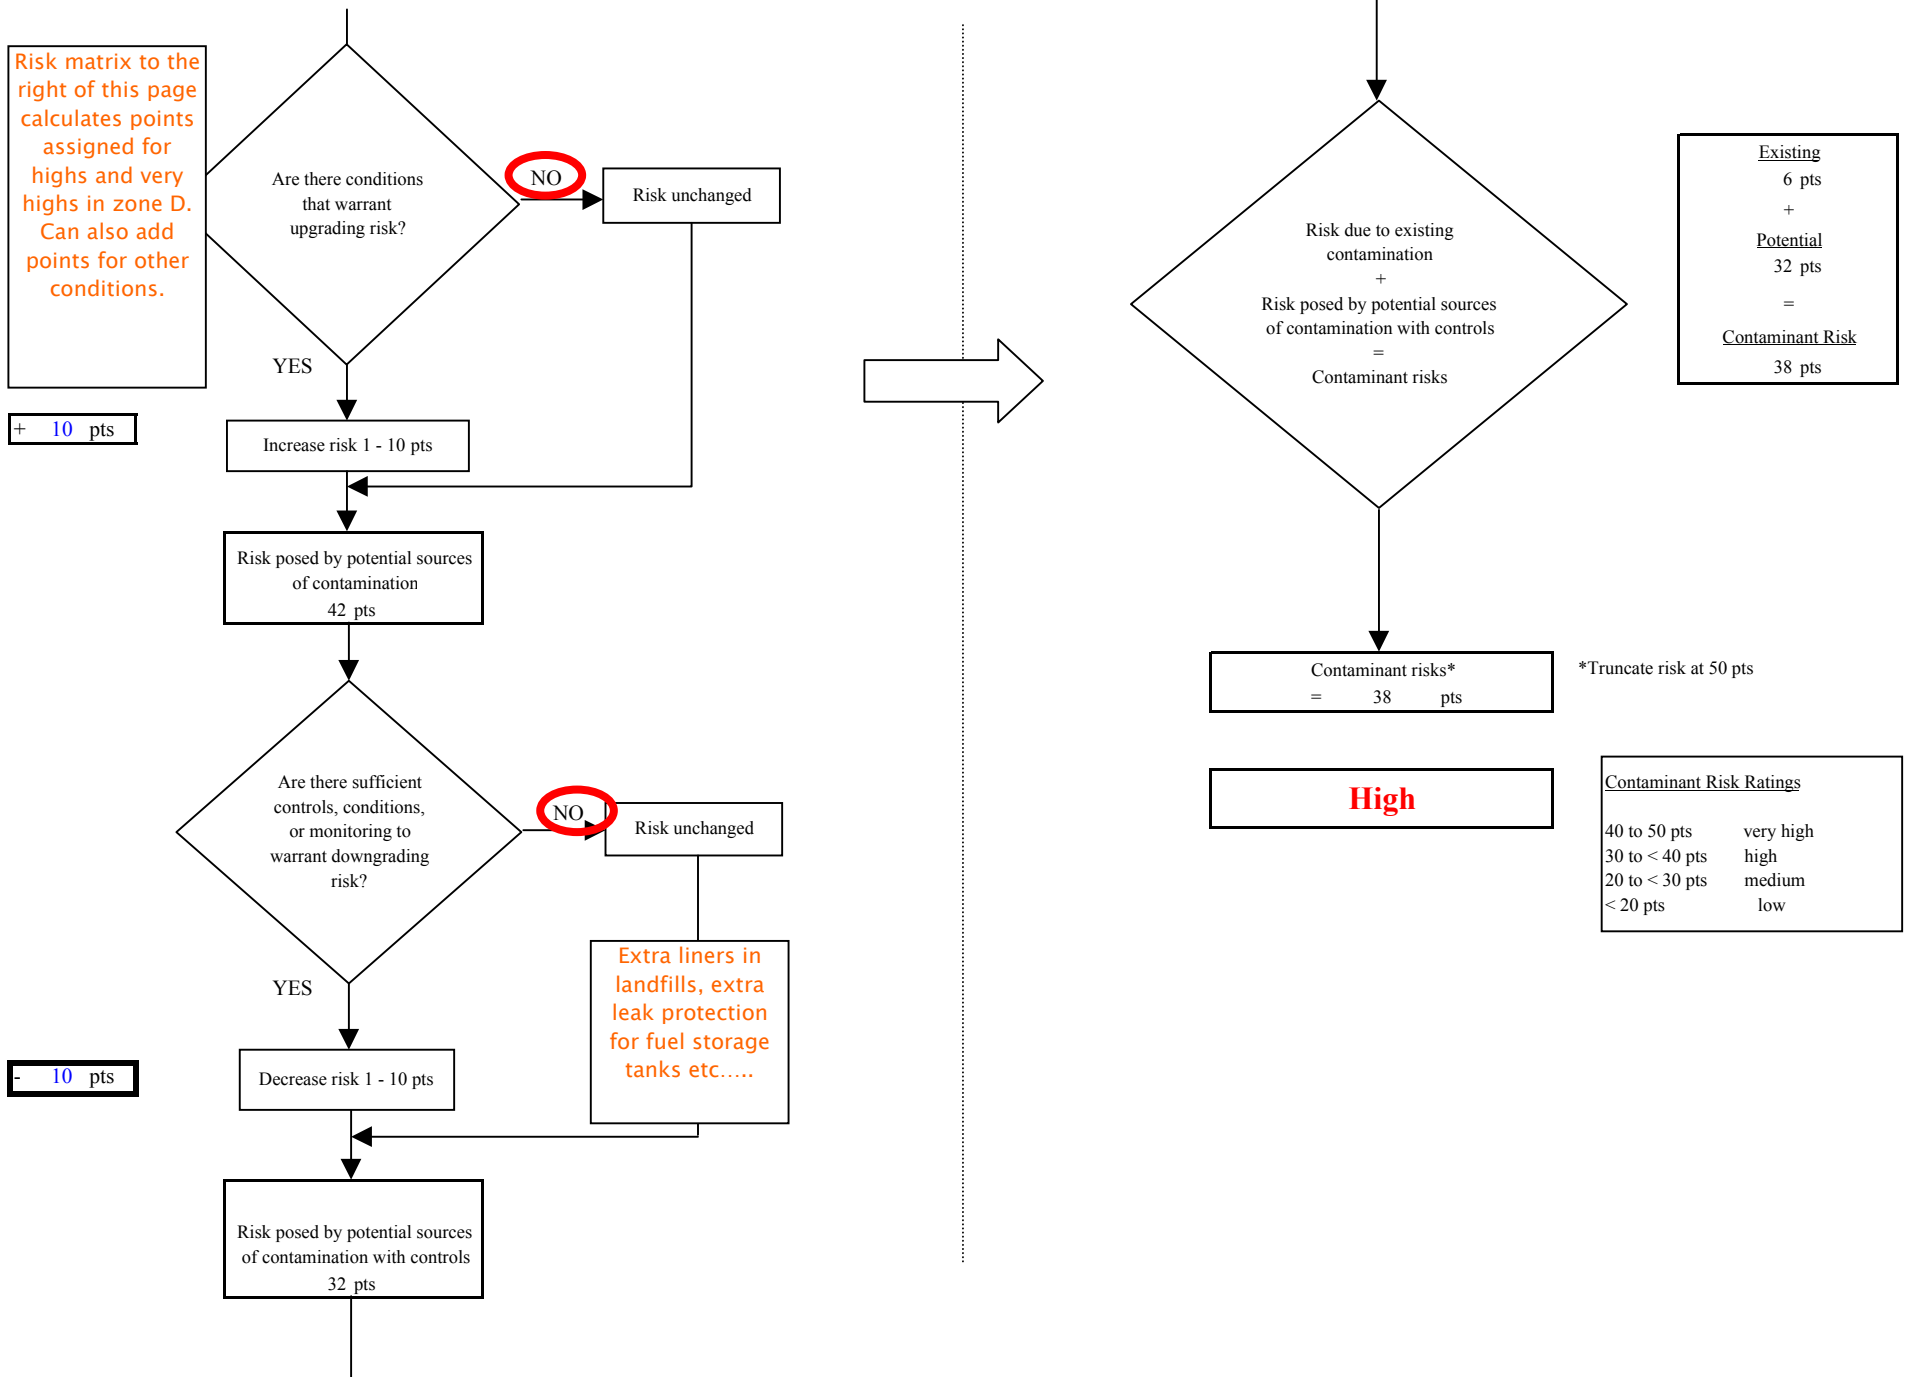 Risk matrix to the
right of this page
calculates points
assigned for
highs and very
highs in zone D.
Can also add
points for other
conditions.
Are there conditions
that warrant
upgrading risk?
NO
Risk unchanged
YES
+ 10 pts
Increase risk 1 - 10 pts
Risk posed by potential sources
of contamination
42 pts
Are there sufficient
controls, conditions,
or monitoring to
warrant downgrading
risk?
NO
Risk unchanged
YES
Extra liners in
landfills, extra
leak protection
for fuel storage
tanks etc.....
- 10 pts
Decrease risk 1 - 10 pts
Risk posed by potential sources
of contamination with controls
32 pts
Risk due to existing
contamination
+
Risk posed by potential sources
of contamination with controls
=
Contaminant risks
Existing
6 pts
+
Potential
32 pts
=
Contaminant Risk
38 pts
Contaminant risks*
= 38 pts
*Truncate risk at 50 pts
High
Contaminant Risk Ratings
40 to 50 pts very high
30 to < 40 pts high
20 to < 30 pts medium
< 20 pts low